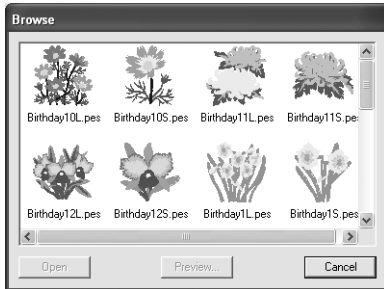 Browse
Birthday10L.pes Birthday10S.pes Birthday11L.pes Birthday11S.pes
Birthday12L.pes Birthday12S.pes Birthday1L.pes Birthday1S.pes
Open Preview... Cancel